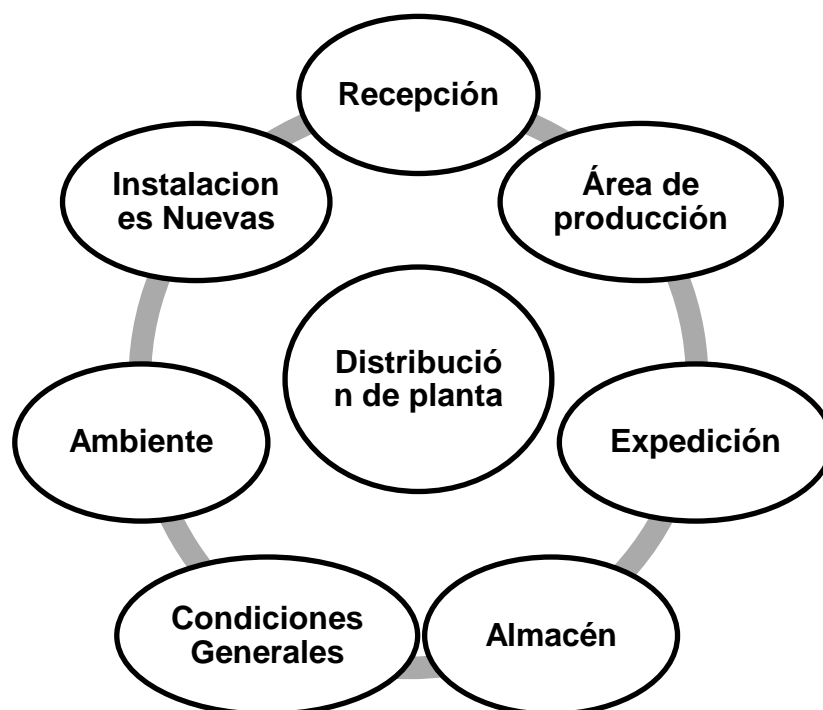 Recepción
Área de
producción
Expedición
Almacén
Condiciones
Generales
Ambiente
Instalacion
es Nuevas
Distribució
n de planta